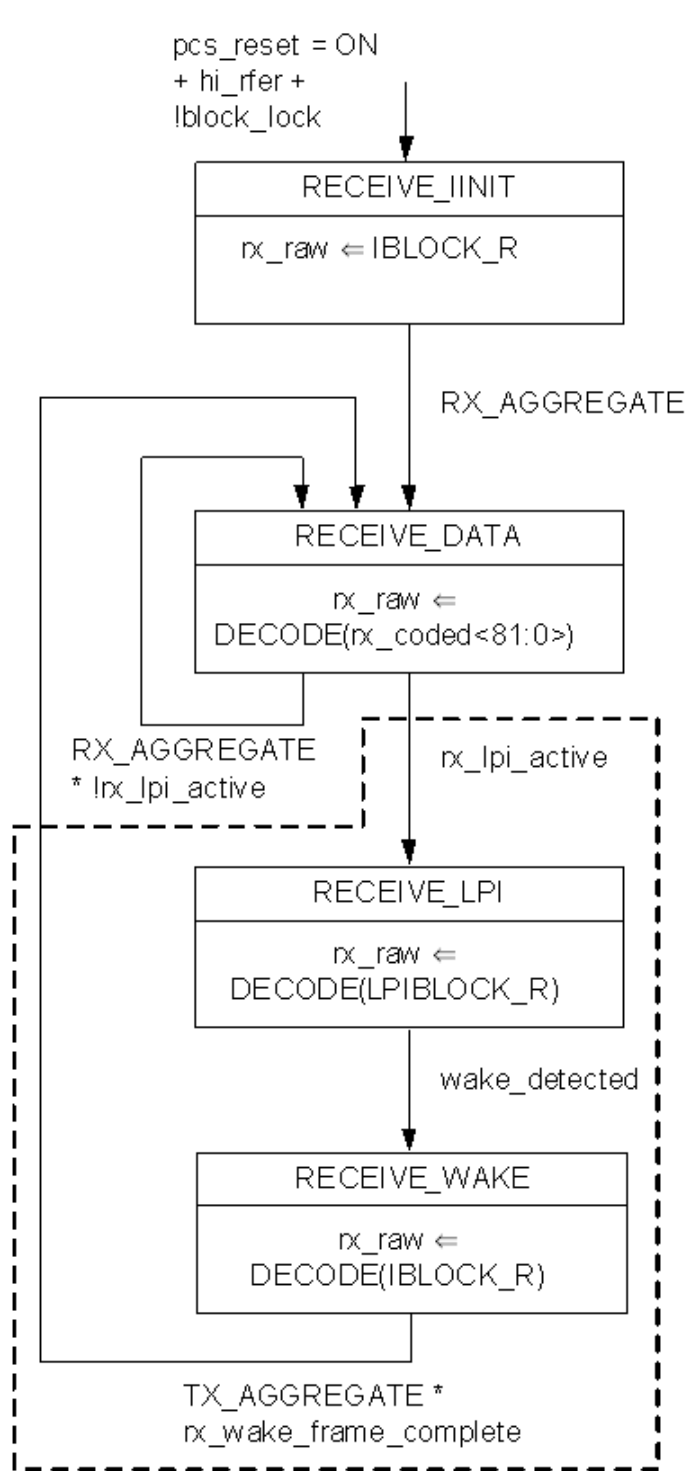 pcs_reset = ON
+ hi_rfer +
!block_lock
RECEIVE_IINIT
rx_raw ⇐ IBLOCK_R
RX_AGGREGATE
RECEIVE_DATA
rx_raw ⇐
DECODE(rx_coded<81:0>)
RX_AGGREGATE
* !rx_lpi_active
rx_lpi_active
RECEIVE_LPI
rx_raw ⇐
DECODE(LPIBLOCK_R)
wake_detected
RECEIVE_WAKE
rx_raw ⇐
DECODE(IBLOCK_R)
TX_AGGREGATE *
rx_wake_frame_complete